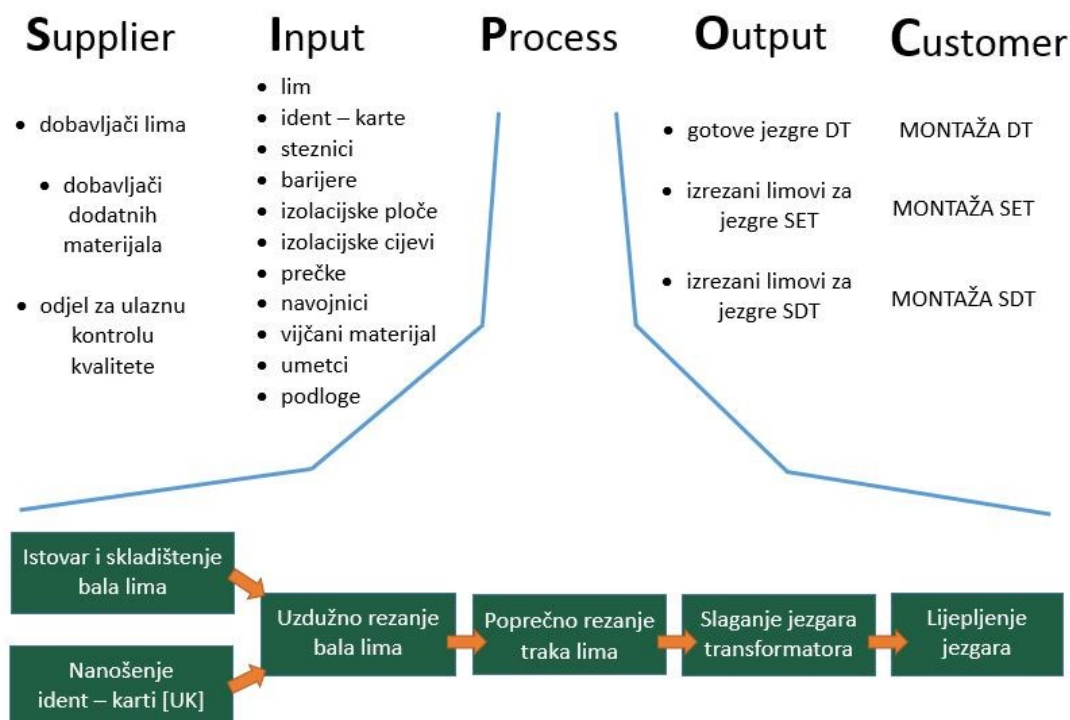 Supplier
Input
Process
Output
Customer
• dobavljači lima
• dobavljači
dodatnih
materijala
• odjel za ulaznu
kontrolu
kvalitete
• lim
• ident – karte
• steznici
• barijere
• izolacijske ploče
• izolacijske cijevi
• prečke
• navojnici
• vijčani materijal
• umetci
• podloge
• gotove jezgre DT
• izrezani limovi za
jezgre SET
• izrezani limovi za
jezgre SDT
MONTAŽA DT
MONTAŽA SET
MONTAŽA SDT
Istovar i skladištenje
bala lima
Nanošenje
ident – karti [UK]
Uzdužno rezanje
bala lima
Poprečno rezanje
traka lima
Slaganje jezgara
transformatora
Lijepljenje
jezgara